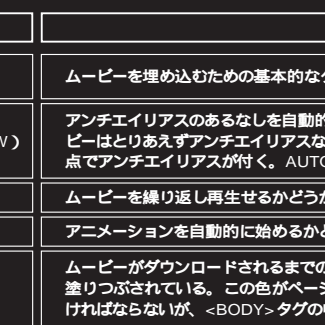 ムービーを埋め込むための基本的な
アンチエイリアスのあるなしを自動的
W）
ビーはとりあえずアンチエイリアスな
点でアンチエイリアスが付く。AUTO
ムービーを繰り返し再生せるかどうか
アニメーションを自動的に始めるかど
ムービーがダウンロードされるまでの
塗りつぶされている。この色がページ
ければならないが、<BODY>タグの